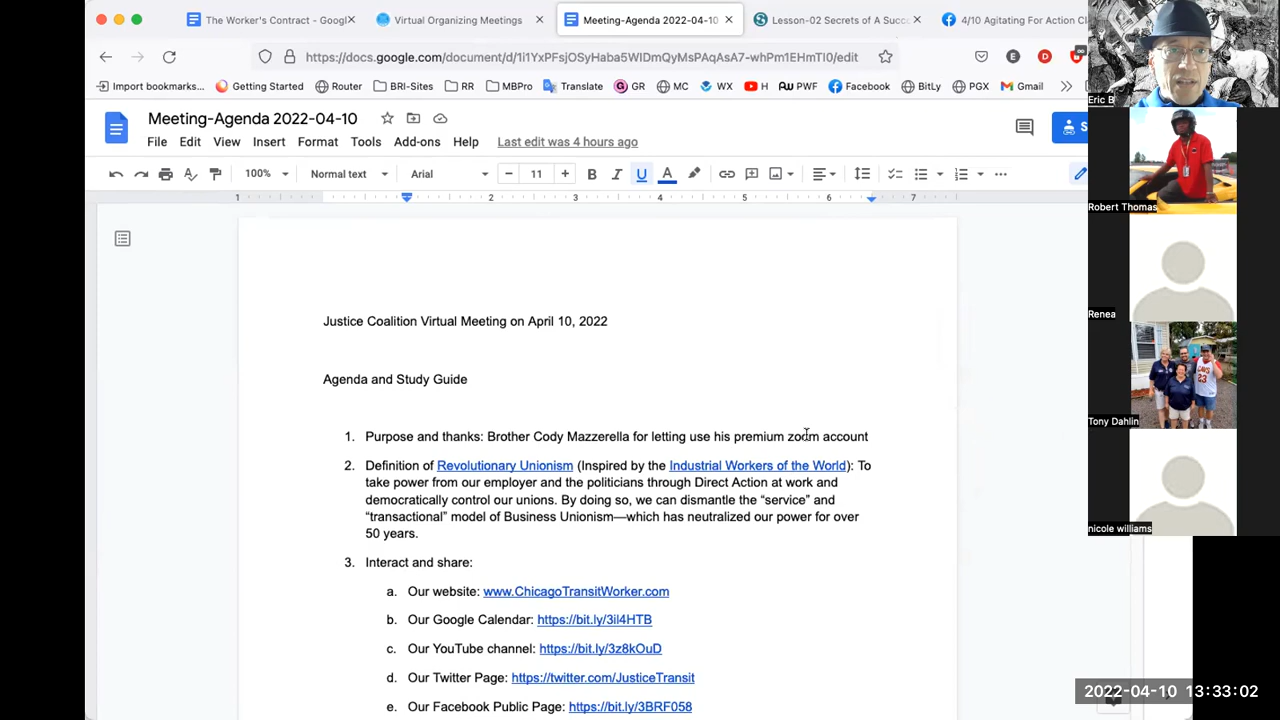 The Worker's Contract - Googl
Virtual Organizing Meetings
Meeting-Agenda 2022-04-10
Lesson-02 Secrets of A Succ
4/10 Agitating For Action Cl
https://docs.google.com/document/d/1i1YxPFsjOSyHaba5WIDmQyMsPAqAsA7-whPm1EHmTI0/edit
Import bookmarks...
Getting Started
Router
BRI-Sites
RR
MBPro
Translate
GR
MC
WX
H
PWF
Facebook
BitLy
PGX
Gmail
Meeting-Agenda 2022-04-10
File Edit View Insert Format Tools Add-ons Help Last edit was 4 hours ago
100% Normal text Arial 11 B I U A
1 1 2 3 4 5 6 7
Justice Coalition Virtual Meeting on April 10, 2022
Agenda and Study Guide
1. Purpose and thanks: Brother Cody Mazzerella for letting use his premium zoom account
2. Definition of Revolutionary Unionism (Inspired by the Industrial Workers of the World): To
take power from our employer and the politicians through Direct Action at work and
democratically control our unions. By doing so, we can dismantle the “service” and
“transactional” model of Business Unionism—which has neutralized our power for over
50 years.
3. Interact and share:
a. Our website: www.ChicagoTransitWorker.com
b. Our Google Calendar: https://bit.ly/3il4HTB
c. Our YouTube channel: https://bit.ly/3z8kOuD
d. Our Twitter Page: https://twitter.com/JusticeTransit
e. Our Facebook Public Page: https://bit.ly/3BRF058
Eric B
Robert Thomas
Renea
CAVS
23
Tony Dahlin
nicole williams
2022-04-10 13:33:02